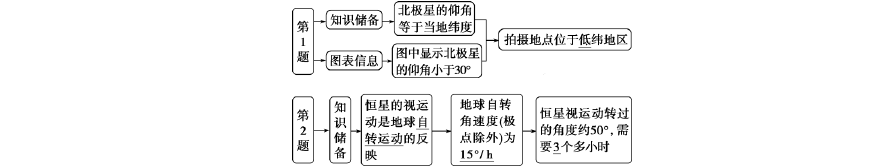 第1题
知识储备
北极星的仰角
等于当地纬度
图表信息
图中显示北极星
的仰角小于30°
拍摄地点位于低纬地区
第2题
知识储备
恒星的视运
动是地球自
转运动的反
映
地球自转
角速度(极
点除外)为
15°/h
恒星视运动转过
的角度约50°,需
要3个多小时